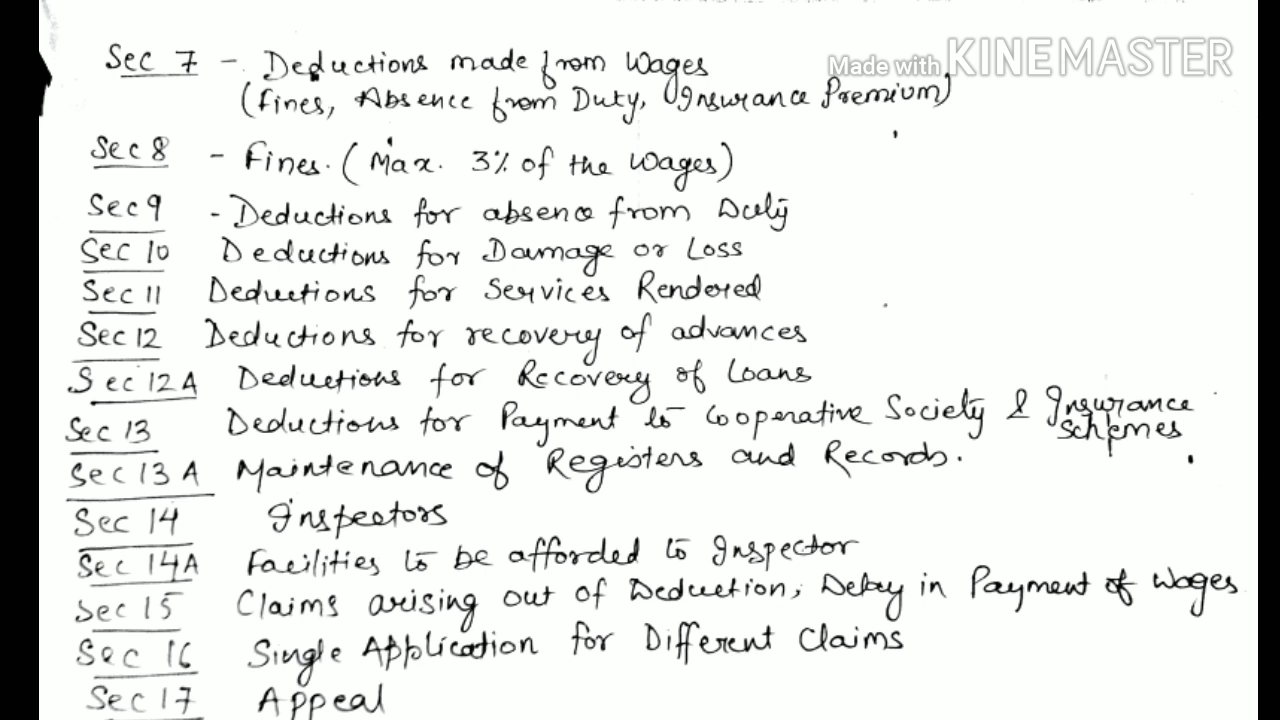 Made with KINEMASTER
Sec 7 - Deductions made from Wages
(Fines, Absence from Duty, Insurance Premium)
Sec 8 - Fines. (Max. 3% of the Wages)
Sec 9 - Deductions for absence from Duty
Sec 10 Deductions for Damage or Loss
Sec 11 Deductions for Services Rendered
Sec 12 Deductions for recovery of advances
Sec 12A Deductions for Recovery of Loans
Sec 13 Deductions for Payment to Cooperative Society & Insurance
Schemes
Sec 13A Maintenance of Registers and Records.
Sec 14 Inspectors
Sec 14A Facilities to be afforded to Inspector
Sec 15 Claims arising out of Deduction, Delay in Payment of Wages
Sec 16 Single Application for Different Claims
Sec 17 Appeal